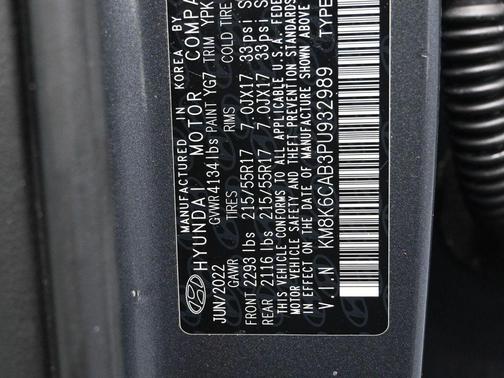 MANUFACTURED IN KOREA BY
HYUNDAI MOTOR COMPA
JUN/2022 GVWR 4134 lbs PAINT YG7 TRIM YPK
GAWR TIRES RIMS COLD TIRE
FRONT 2293 lbs 215/55R17 7.0JX17 33psi S
REAR 2116 lbs 215/55R17 7.0JX17 33psi S
THIS VEHICLE CONFORMS TO ALL APPLICABLE U.S.A. FEDE
MOTOR VEHICLE SAFETY AND THEFT PREVENTION STANDARDS
IN EFFECT ON THE DATE OF MANUFACTURE SHOWN ABOVE
V.I.N KM8K6CAB3PU932989 TYPE